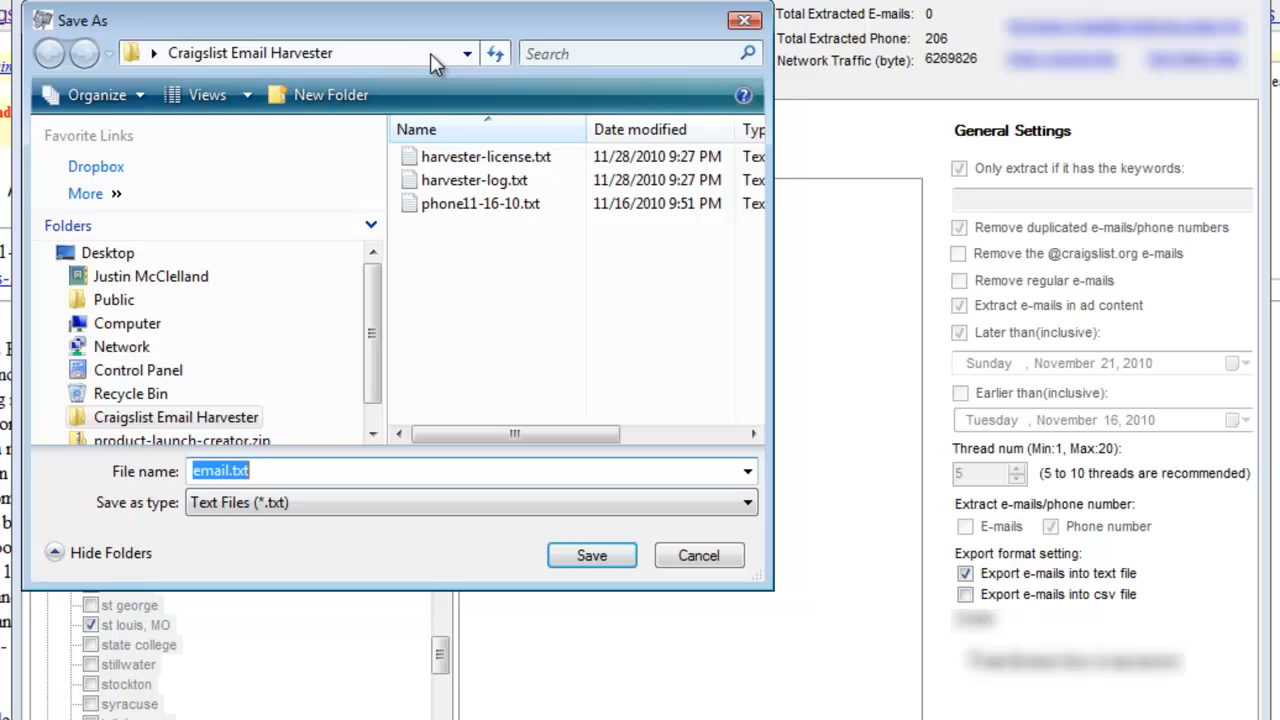 Save As
Total Extracted E-mails: 0
Total Extracted Phone: 206
Network Traffic (byte): 6269826
Craigslist Email Harvester
Search
Organize
Views
New Folder
Favorite Links
Dropbox
More »
Folders
Desktop
Justin McClelland
Public
Computer
Network
Control Panel
Recycle Bin
Craigslist Email Harvester
product-launch-creator.zip
Name Date modified Typ
harvester-license.txt 11/28/2010 9:27 PM Tex
harvester-log.txt 11/28/2010 9:27 PM Tex
phone11-16-10.txt 11/16/2010 9:51 PM Tex
File name: email.txt
Save as type: Text Files (*.txt)
Hide Folders
Save
Cancel
st george
st louis, MO
state college
stillwater
stockton
syracuse
General Settings
Only extract if it has the keywords:
Remove duplicated e-mails/phone numbers
Remove the @craigslist.org e-mails
Remove regular e-mails
Extract e-mails in ad content
Later than(inclusive):
Sunday , November 21, 2010
Earlier than(inclusive):
Tuesday , November 16, 2010
Thread num (Min:1, Max:20):
5 (5 to 10 threads are recommended)
Extract e-mails/phone number:
E-mails Phone number
Export format setting:
Export e-mails into text file
Export e-mails into csv file